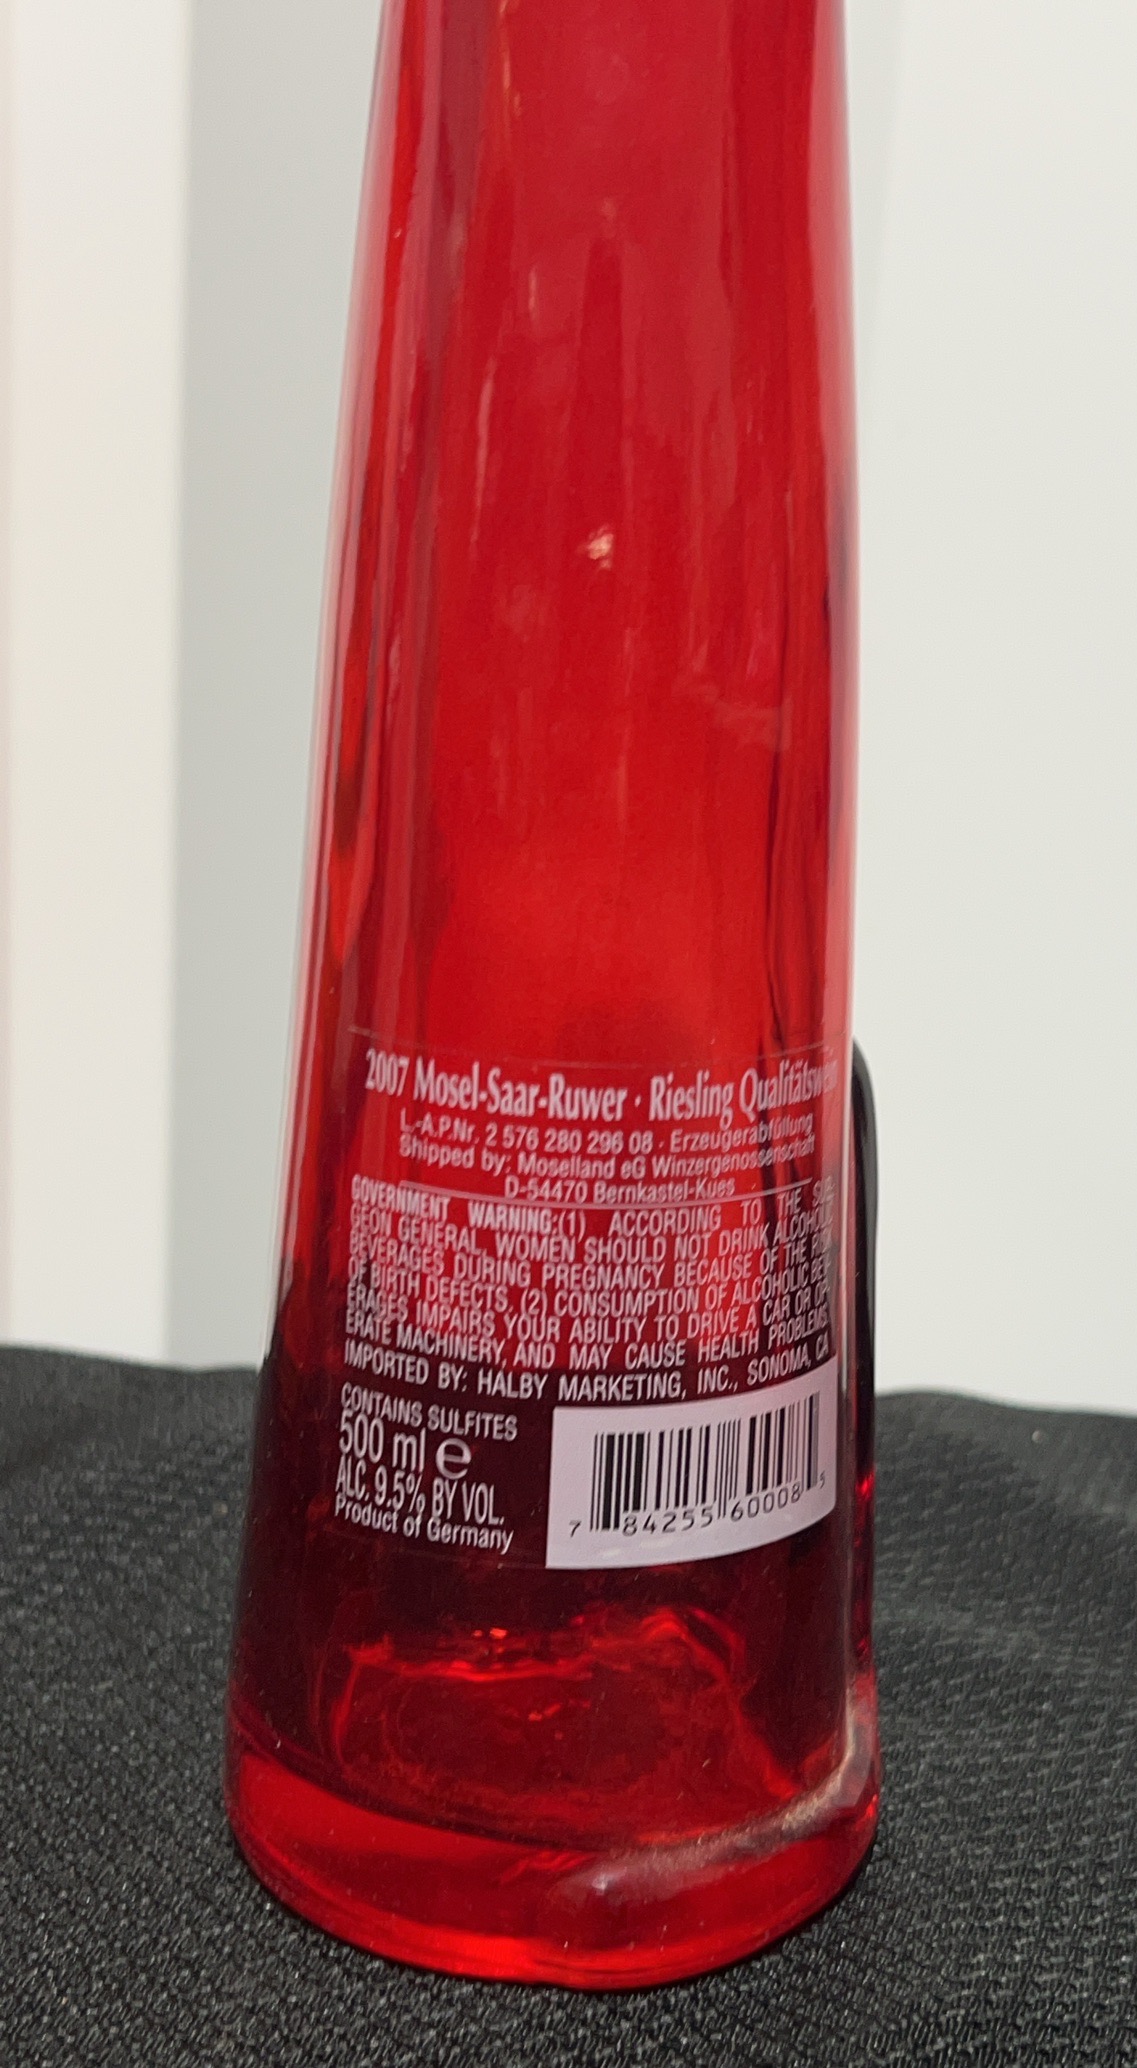 2007 Mosel-Saar-Ruwer · Riesling Qualitätswein
L-A.P.Nr. 2 576 280 296 08 · Erzeugerabfüllung
Shipped by: Moselland eG Winzergenossenschaft
D-54470 Bernkastel-Kues
GOVERNMENT WARNING:(1) ACCORDING TO THE SUR-
GEON GENERAL, WOMEN SHOULD NOT DRINK ALCOHOLIC
BEVERAGES DURING PREGNANCY BECAUSE OF THE RISK
OF BIRTH DEFECTS. (2) CONSUMPTION OF ALCOHOLIC BEV-
ERAGES IMPAIRS YOUR ABILITY TO DRIVE A CAR OR OP-
ERATE MACHINERY, AND MAY CAUSE HEALTH PROBLEMS.
IMPORTED BY: HALBY MARKETING, INC., SONOMA, CA
CONTAINS SULFITES
500 ml e
ALC. 9.5% BY VOL.
Product of Germany
7 84255 60008 5